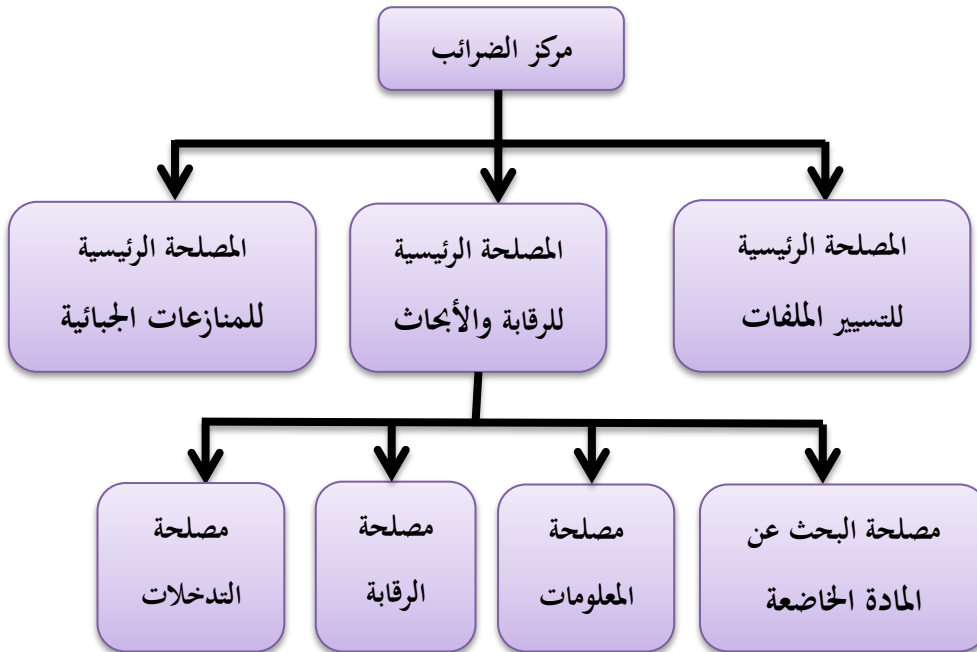 مركز الضرائب
المصلحة الرئيسية
للتسيير الملفات
المصلحة الرئيسية
للرقابة والأبحاث
المصلحة الرئيسية
للمنازعات الجبائية
مصلحة البحث عن
المادة الخاضعة
مصلحة
المعلومات
مصلحة
الرقابة
مصلحة
التدخلات